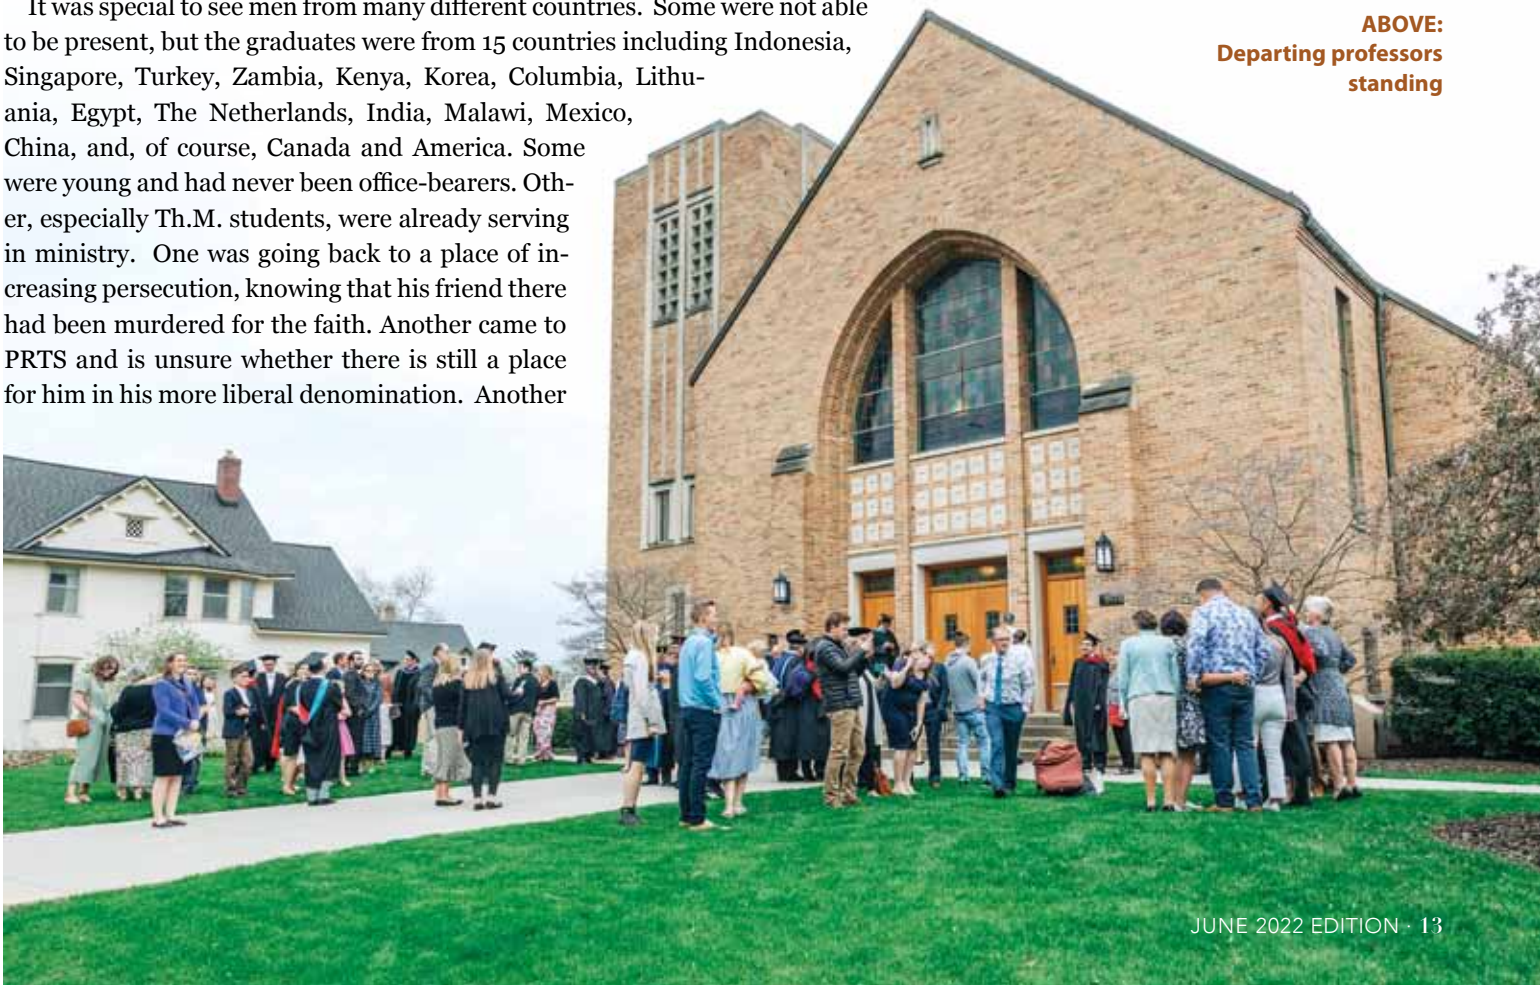 It was special to see men from many different countries. Some were not able
to be present, but the graduates were from 15 countries including Indonesia,
Singapore, Turkey, Zambia, Kenya, Korea, Columbia, Lithu-
ania, Egypt, The Netherlands, India, Malawi, Mexico,
China, and, of course, Canada and America. Some
were young and had never been office-bearers. Oth-
er, especially Th.M. students, were already serving
in ministry. One was going back to a place of in-
creasing persecution, knowing that his friend there
had been murdered for the faith. Another came to
PRTS and is unsure whether there is still a place
for him in his more liberal denomination. Another
ABOVE:
Departing professors
standing
JUNE 2022 EDITION · 13